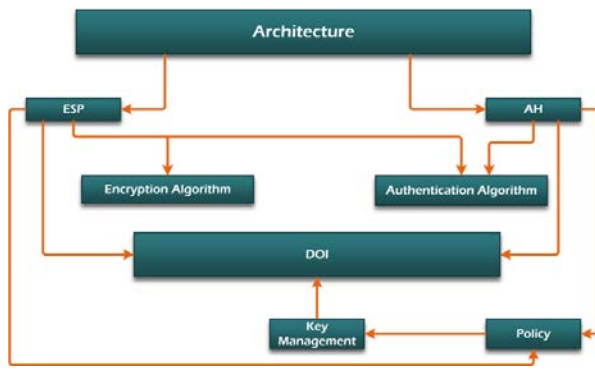 Architecture
ESP
AH
Encryption Algorithm
Authentication Algorithm
DOI
Key
Management
Policy